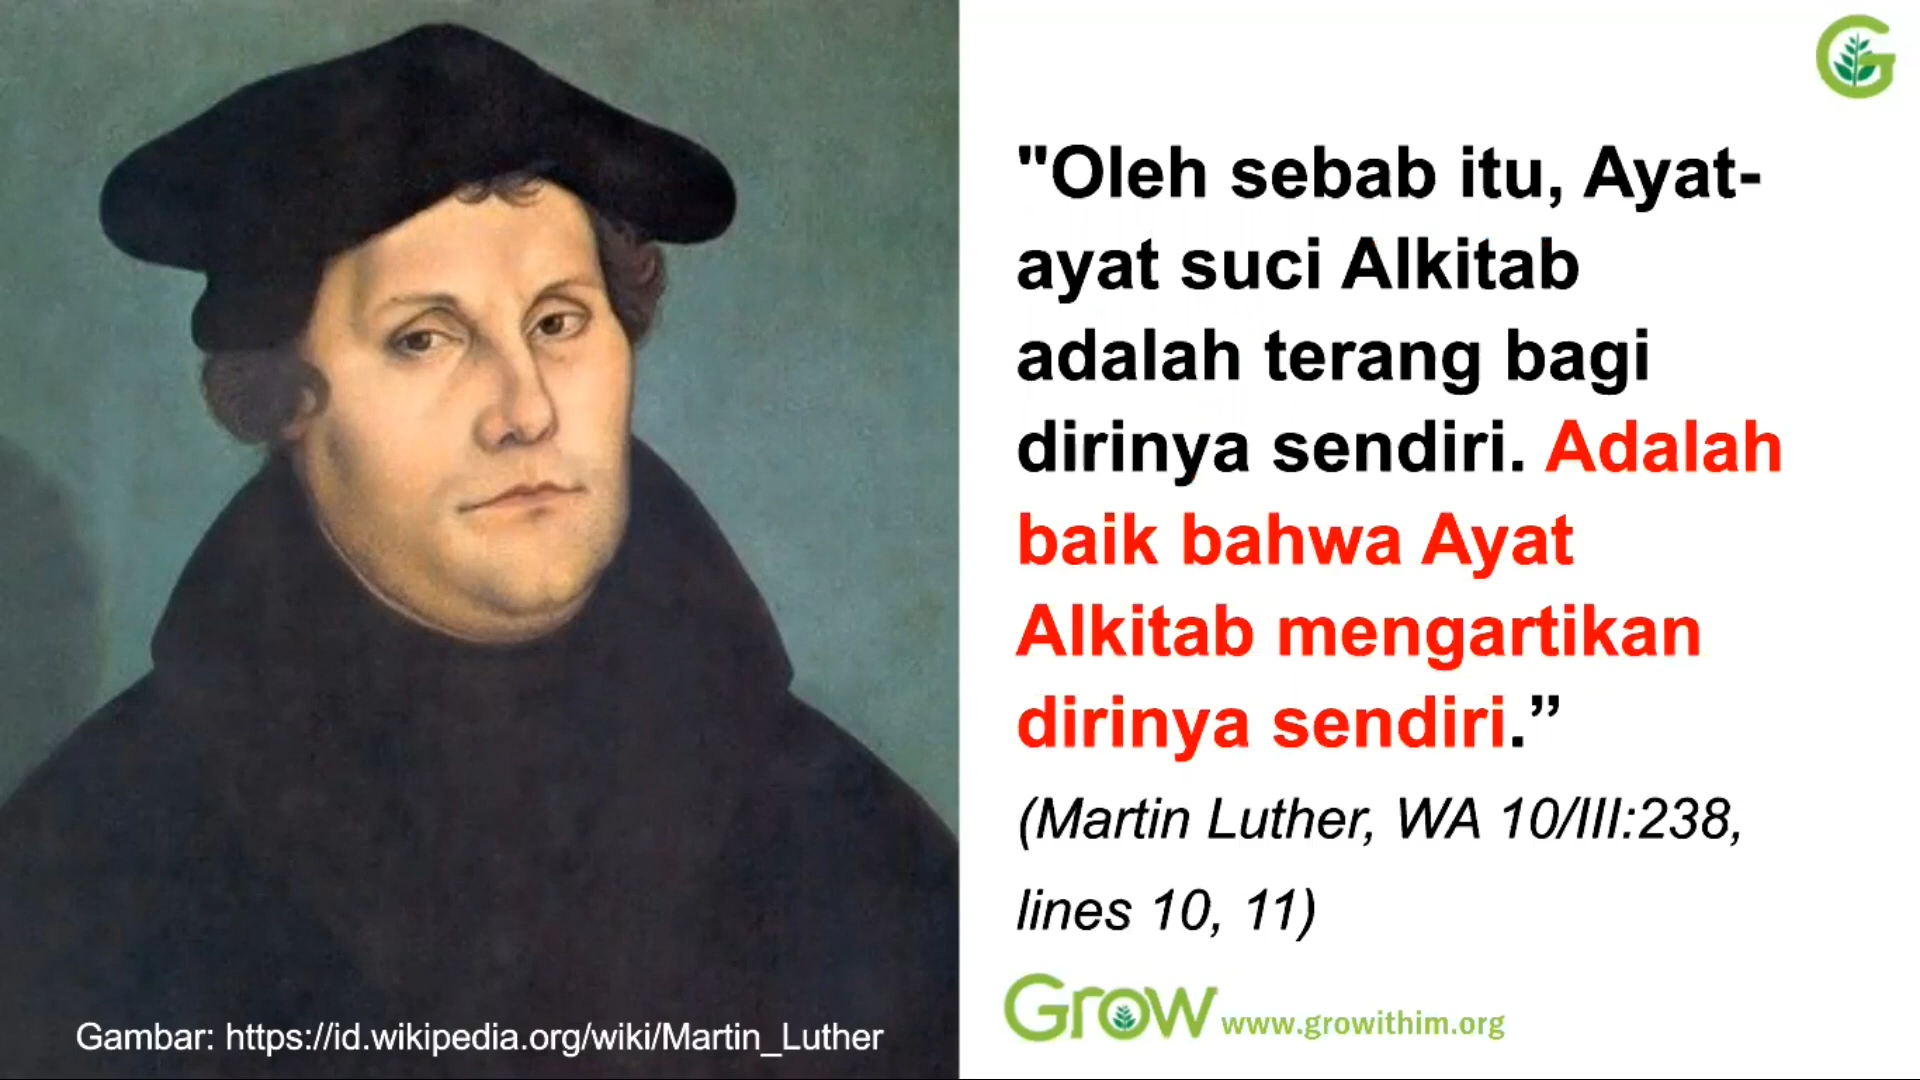 "Oleh sebab itu, Ayat-
ayat suci Alkitab
adalah terang bagi
dirinya sendiri. Adalah
baik bahwa Ayat
Alkitab mengartikan
dirinya sendiri.”
(Martin Luther, WA 10/III:238,
lines 10, 11)
Grow www.growithim.org
Gambar: https://id.wikipedia.org/wiki/Martin_Luther